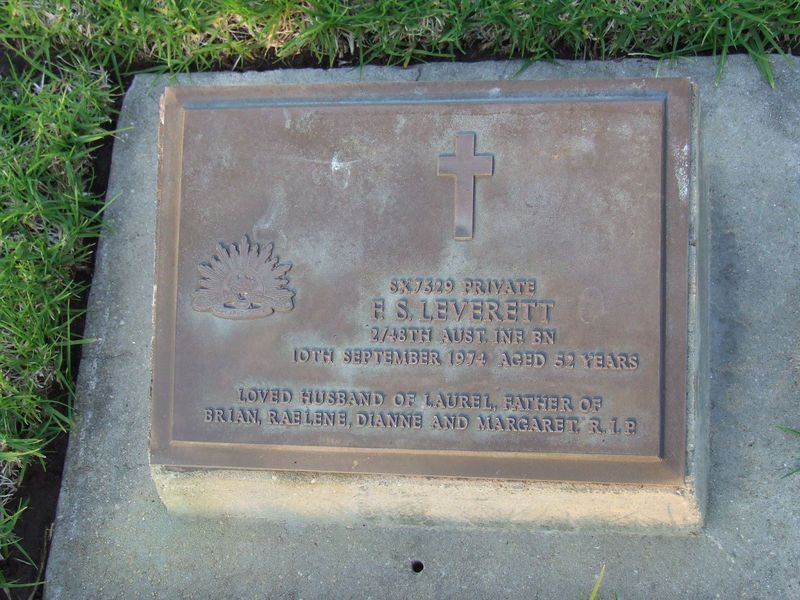 SX7329 PRIVATE
F. S. LEVERETT
2/48TH AUST. INF. BN
10TH SEPTEMBER 1974 AGED 52 YEARS
LOVED HUSBAND OF LAUREL, FATHER OF
BRIAN, RAELENE, DIANNE AND MARGARET. R.I.P.